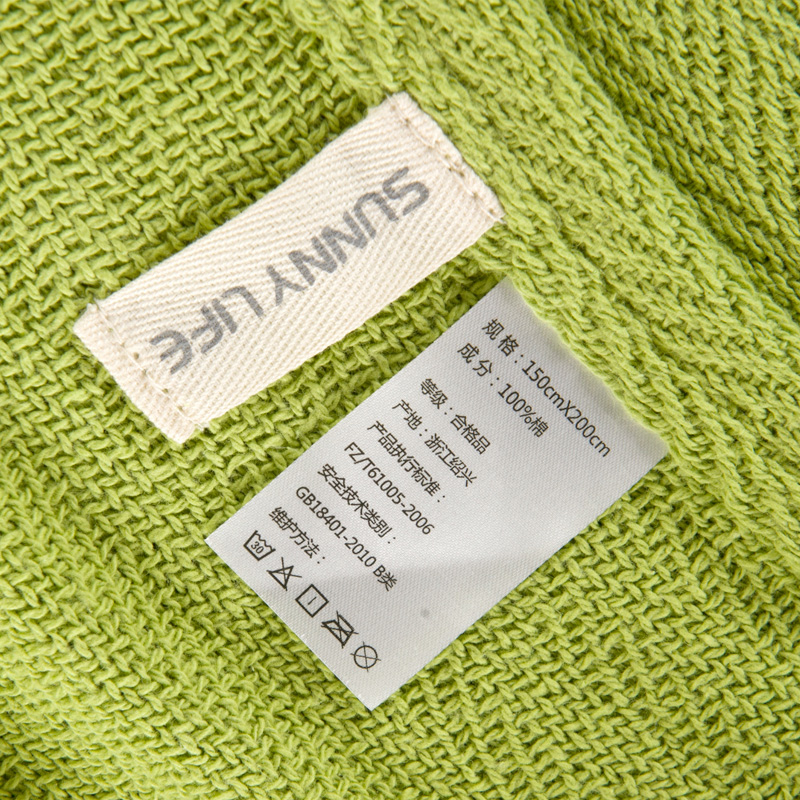 SUNNY LIFE
规格：150cmX200cm
成分：100%棉
等级：合格品
产地：浙江绍兴
产品执行标准：
FZ/T61005-2006
安全技术类别：
GB18401-2010 B类
维护方法：
30